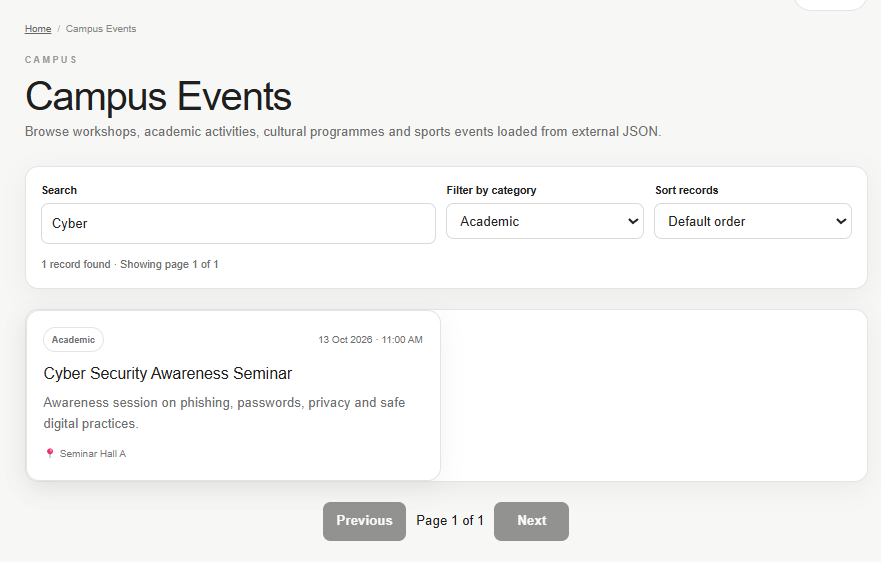 Home / Campus Events
CAMPUS
Campus Events
Browse workshops, academic activities, cultural programmes and sports events loaded from external JSON.
Search Filter by category Sort records
Cyber Academic Default order
1 record found · Showing page 1 of 1
Academic 13 Oct 2026 · 11:00 AM
Cyber Security Awareness Seminar
Awareness session on phishing, passwords, privacy and safe
digital practices.
Seminar Hall A
Previous Page 1 of 1 Next